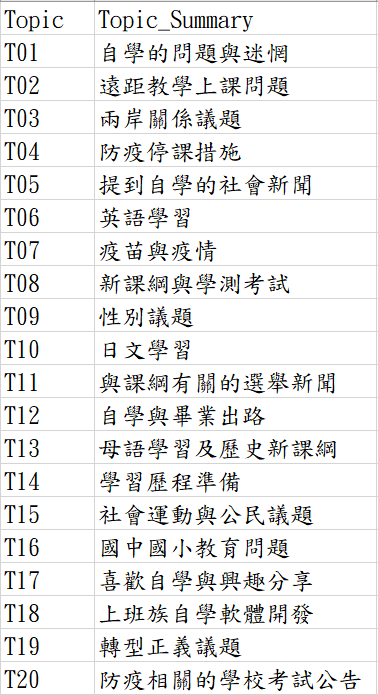 Topic Topic_Summary
T01 自學的問題與迷惘
T02 遠距教學上課問題
T03 兩岸關係議題
T04 防疫停課措施
T05 提到自學的社會新聞
T06 英語學習
T07 疫苗與疫情
T08 新課綱與學測考試
T09 性別議題
T10 日文學習
T11 與課綱有關的選舉新聞
T12 自學與畢業出路
T13 母語學習及歷史新課綱
T14 學習歷程準備
T15 社會運動與公民議題
T16 國中國小教育問題
T17 喜歡自學與興趣分享
T18 上班族自學軟體開發
T19 轉型正義議題
T20 防疫相關的學校考試公告